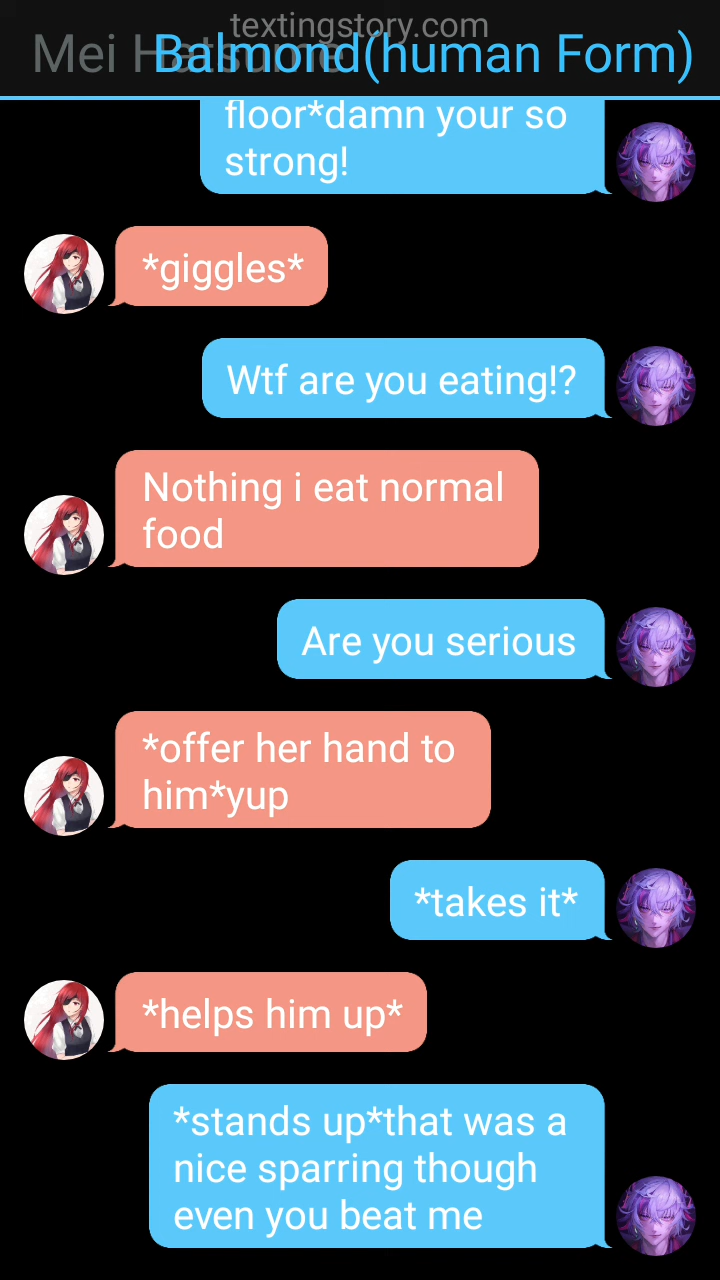 textingstory.com
Mei Hatsume
Balmond(human Form)
floor*damn your so
strong!
*giggles*
Wtf are you eating!?
Nothing i eat normal
food
Are you serious
*offer her hand to
him*yup
*takes it*
*helps him up*
*stands up*that was a
nice sparring though
even you beat me